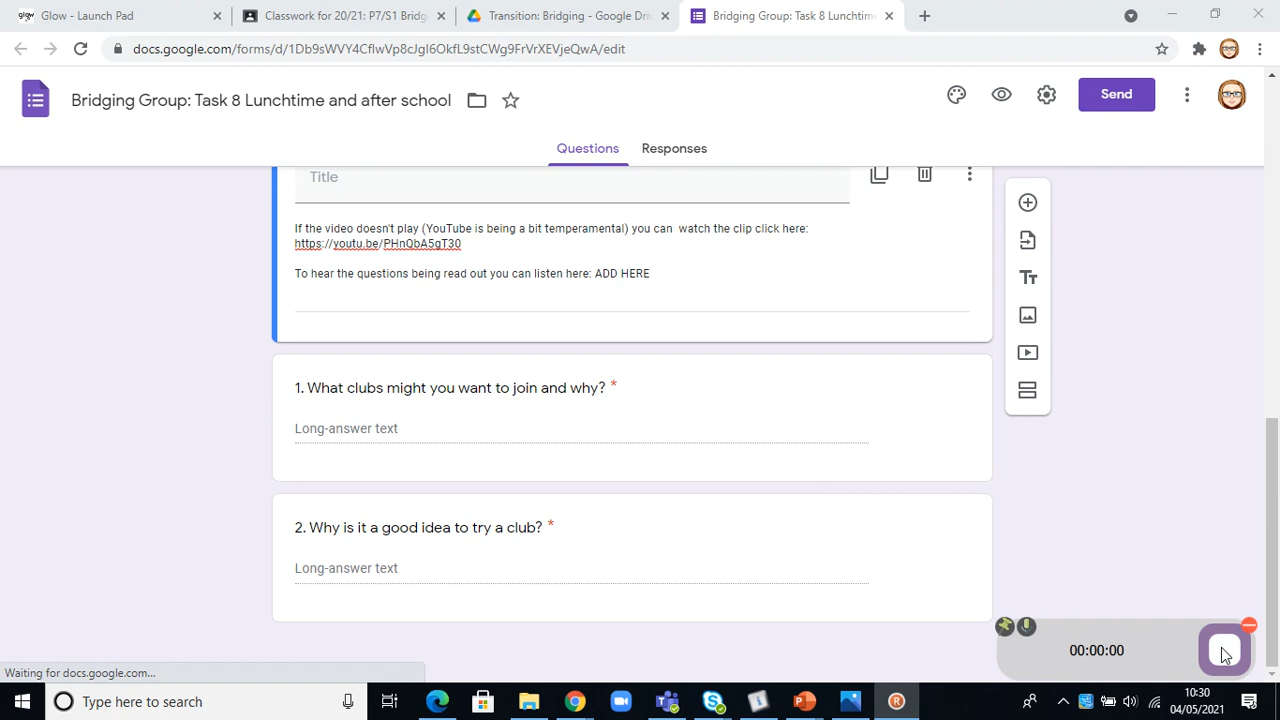 glow Glow - Launch Pad
Classwork for 20/21: P7/S1 Brid
Transition: Bridging - Google Dri
Bridging Group: Task 8 Lunchtim
docs.google.com/forms/d/1Db9sWVY4CflwVp8cJgI6OkfL9stCWg9FrVrXEVjeQwA/edit
Bridging Group: Task 8 Lunchtime and after school
Send
Questions
Responses
Title
If the video doesn't play (YouTube is being a bit temperamental) you can watch the clip click here:
https://youtu.be/PHnQbA5gT30
To hear the questions being read out you can listen here: ADD HERE
Tт
1. What clubs might you want to join and why? *
Long-answer text
2. Why is it a good idea to try a club? *
Long-answer text
00:00:00
Waiting for docs.google.com...
Type here to search
10:30
04/05/2021